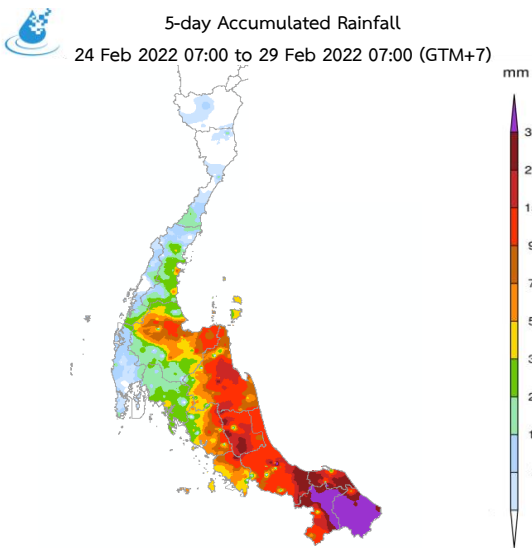 5-day Accumulated Rainfall
24 Feb 2022 07:00 to 29 Feb 2022 07:00 (GTM+7)
mm